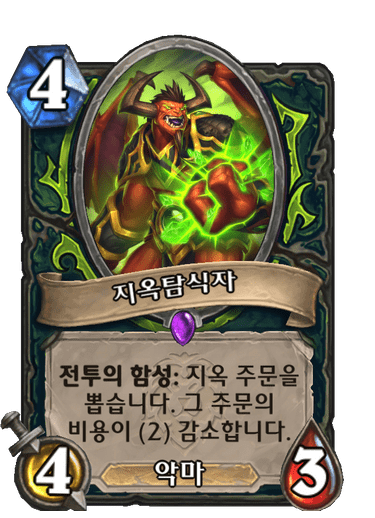 4
지옥탐식자
전투의 함성: 지옥 주문을
뽑습니다. 그 주문의
비용이 (2) 감소합니다.
4
악마
3